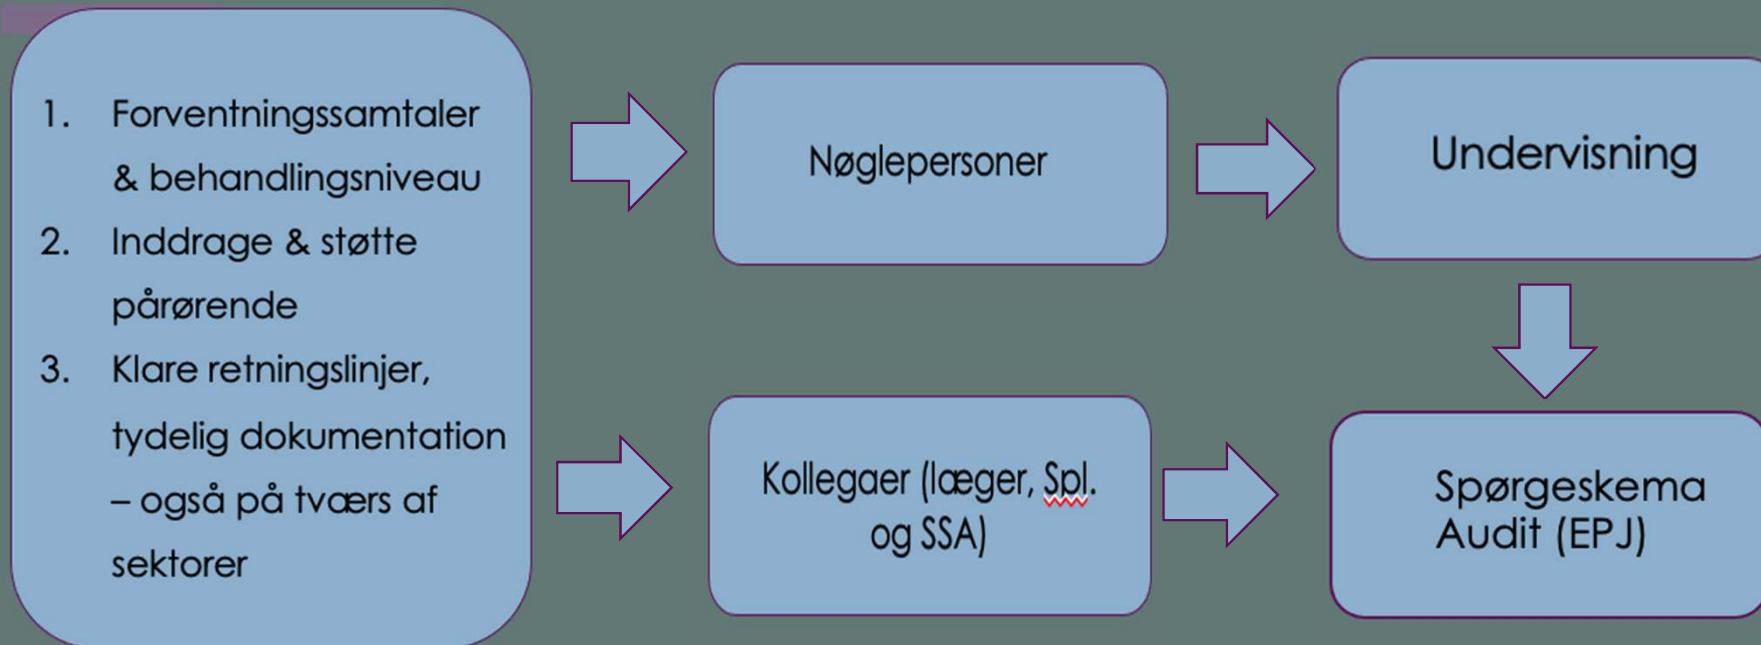 1. Forventningssamtaler
& behandlingsniveau
2. Inddrage & støtte
pårørende
3. Klare retningslinjer,
tydelig dokumentation
– også på tværs af
sektorer
Nøglepersoner
Undervisning
Kollegaer (læger, Spl.
og SSA)
Spørgeskema
Audit (EPJ)